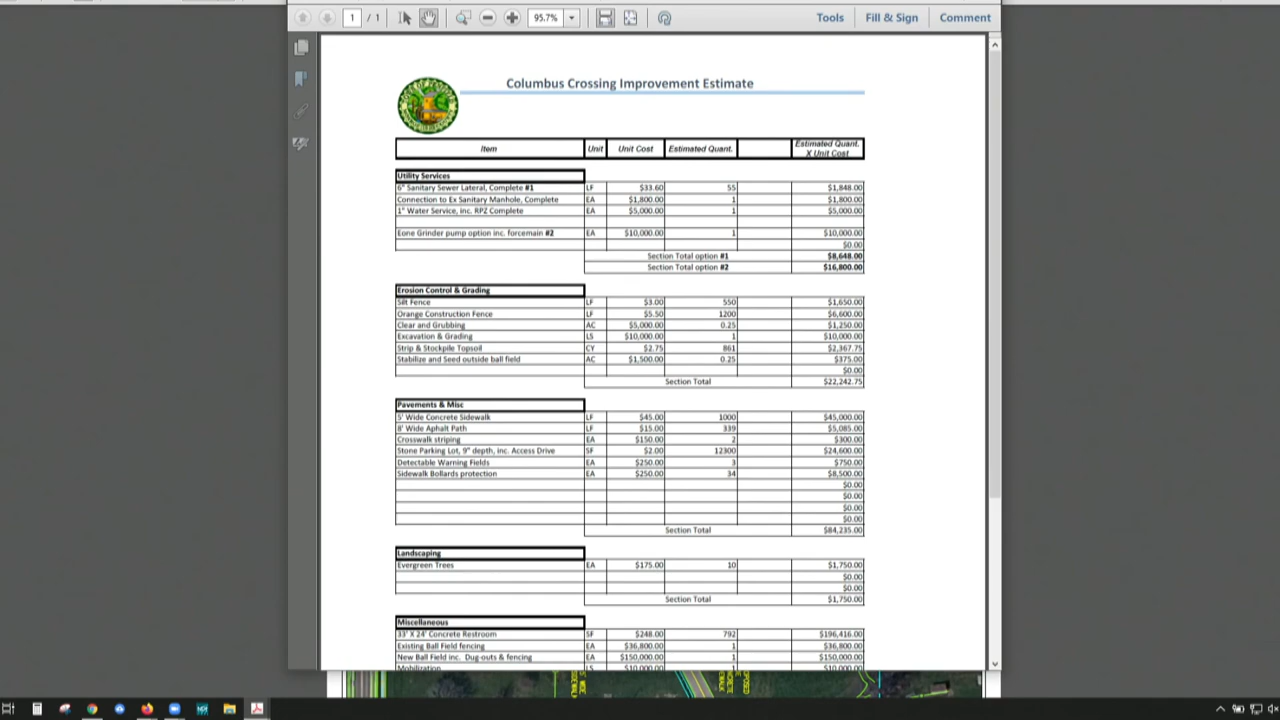 1 / 1 95.7% Tools Fill & Sign Comment
Columbus Crossing Improvement Estimate
Item Unit Unit Cost Estimated Quant. Estimated Quant. X Unit Cost
Utility Services
6" Sanitary Sewer Lateral, Complete #1 LF $33.60 55 $1,848.00
Connection to Ex Sanitary Manhole, Complete EA $1,800.00 1 $1,800.00
1" Water Service, inc. RPZ Complete EA $5,000.00 1 $5,000.00
Eone Grinder pump option inc. forcemain #2 EA $10,000.00 1 $10,000.00
$0.00
Section Total option #1 $8,648.00
Section Total option #2 $16,800.00
Erosion Control & Grading
Silt Fence LF $3.00 550 $1,650.00
Orange Construction Fence LF $5.50 1200 $6,600.00
Clear and Grubbing AC $5,000.00 0.25 $1,250.00
Excavation & Grading LS $10,000.00 1 $10,000.00
Strip & Stockpile Topsoil CY $2.75 861 $2,367.75
Stabilize and Seed outside ball field AC $1,500.00 0.25 $375.00
$0.00
Section Total $22,242.75
Pavements & Misc
5' Wide Concrete Sidewalk LF $45.00 1000 $45,000.00
8' Wide Aphalt Path LF $15.00 339 $5,085.00
Crosswalk striping EA $150.00 2 $300.00
Stone Parking Lot, 9" depth, inc. Access Drive SF $2.00 12300 $24,600.00
Detectable Warning Fields EA $250.00 3 $750.00
Sidewalk Bollards protection EA $250.00 34 $8,500.00
$0.00
$0.00
$0.00
$0.00
Section Total $84,235.00
Landscaping
Evergreen Trees EA $175.00 10 $1,750.00
$0.00
$0.00
Section Total $1,750.00
Miscellaneous
33' X 24' Concrete Restroom SF $248.00 792 $196,416.00
Existing Ball Field fencing EA $36,800.00 1 $36,800.00
New Ball Field inc. Dug-outs & fencing EA $150,000.00 1 $150,000.00
Mobilization LS $10,000.00 1 $10,000.00